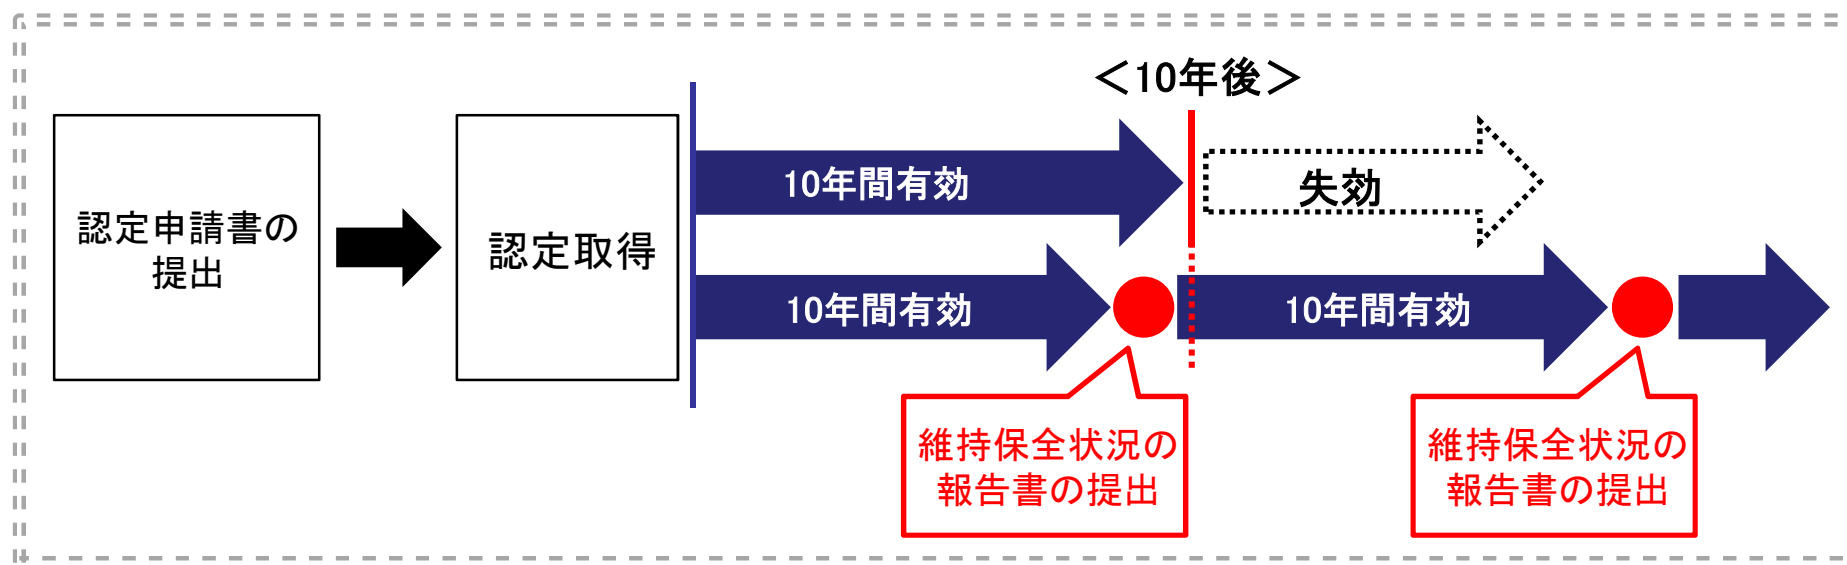 <10年後>
認定申請書の
提出
認定取得
10年間有効
失効
10年間有効
10年間有効
維持保全状況の
報告書の提出
維持保全状況の
報告書の提出